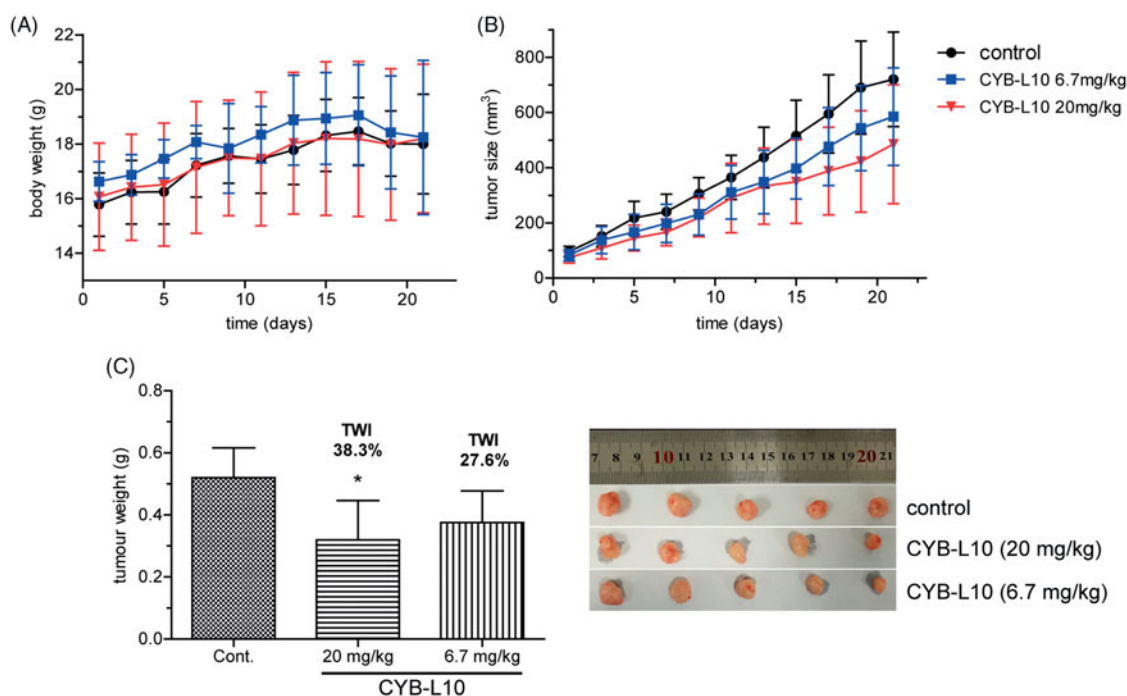 (A)
22
20
18
16
14
body weight (g)
0
5
10
15
20
time (days)
(B)
800
600
400
200
0
tumor size (mm³)
0
5
10
15
20
time (days)
control
CYB-L10 6.7mg/kg
CYB-L10 20mg/kg
(C)
0.8
0.6
0.4
0.2
0.0
tumour weight (g)
TWI
38.3%
*
TWI
27.6%
Cont.
20 mg/kg
6.7 mg/kg
CYB-L10
7 8 9 10 11 12 13 14 15 16 17 18 19 20 21
control
CYB-L10 (20 mg/kg)
CYB-L10 (6.7 mg/kg)